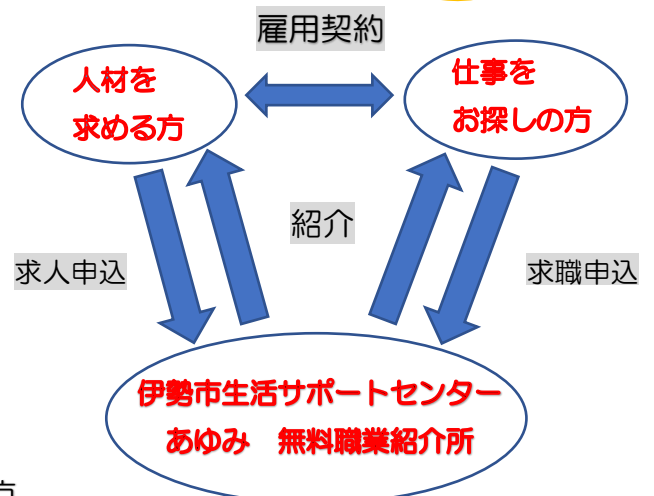 雇用契約
人材を
求める方
仕事を
お探しの方
紹介
求人申込
求職申込
伊勢市生活サポートセンター
あゆみ　無料職業紹介所